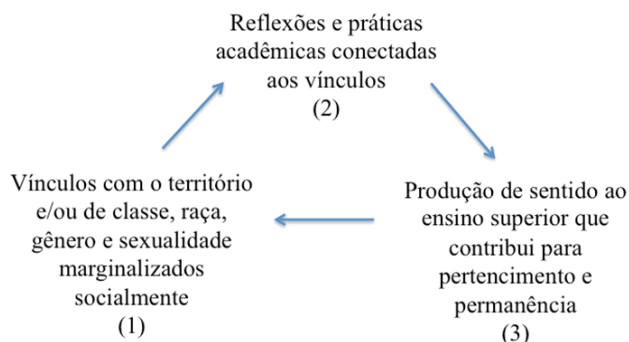 Reflexões e práticas
acadêmicas conectadas
aos vínculos
(2)
Vínculos com o território
e/ou de classe, raça,
gênero e sexualidade
marginalizados
socialmente
(1)
Produção de sentido ao
ensino superior que
contribui para
pertencimento e
permanência
(3)